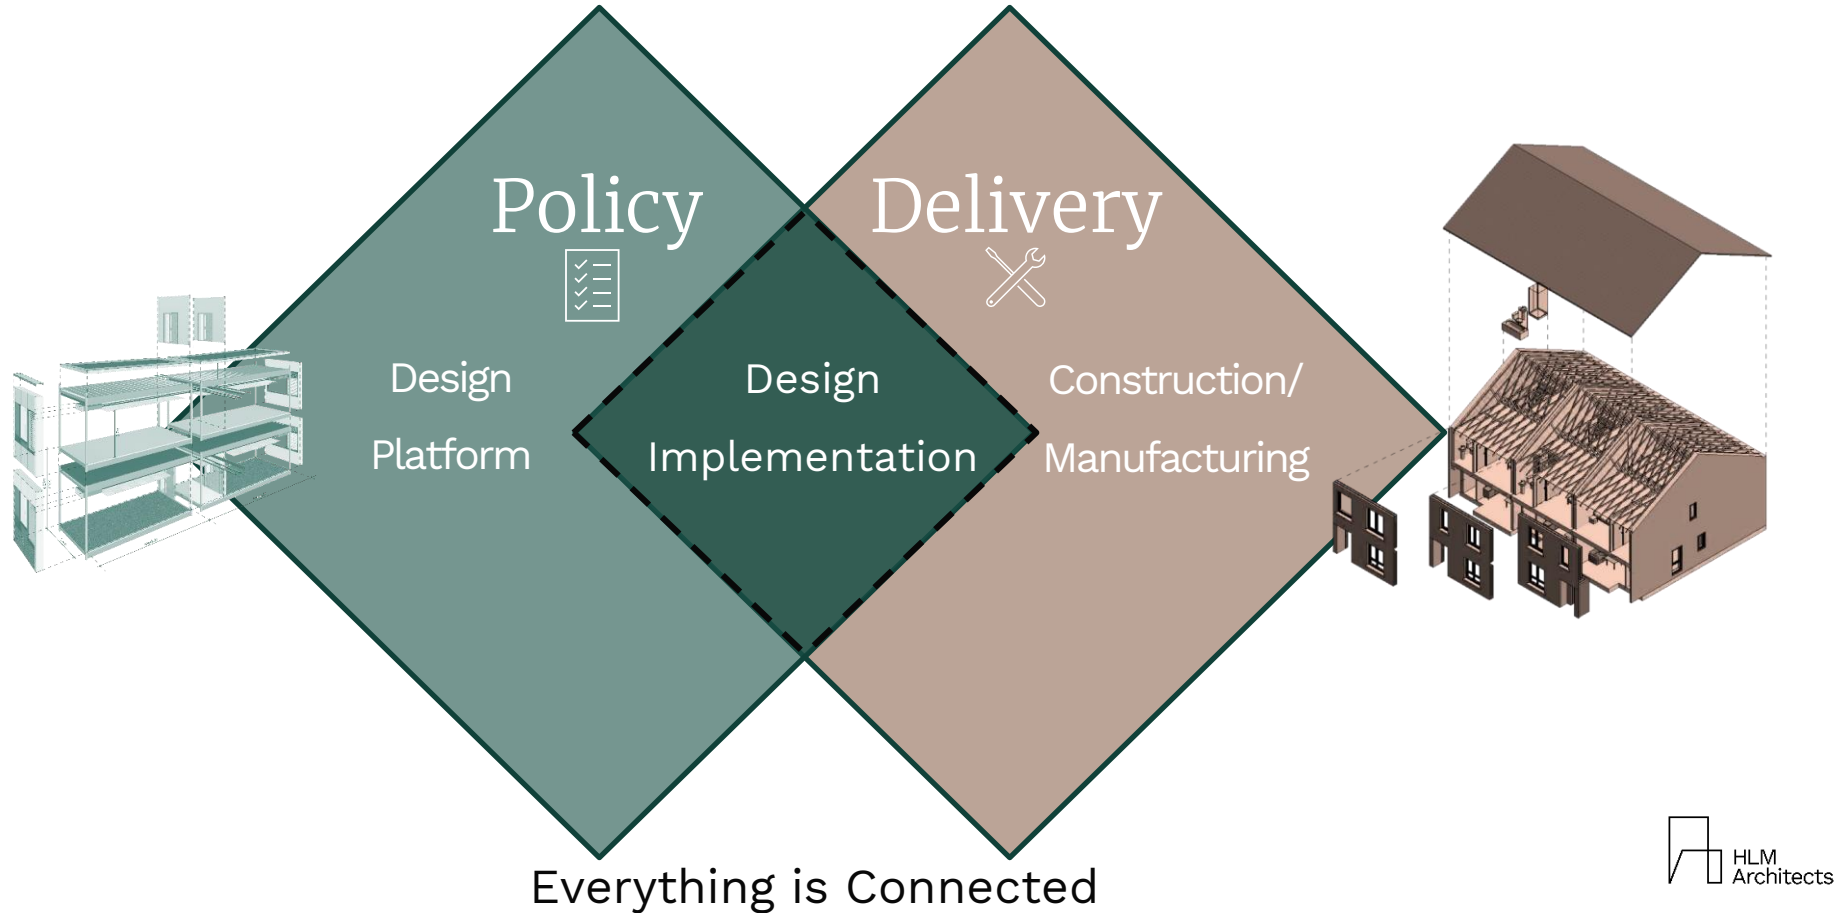 Policy
Delivery
Design
Platform
Design
Implementation
Construction/
Manufacturing
Everything is Connected
HLM
Architects